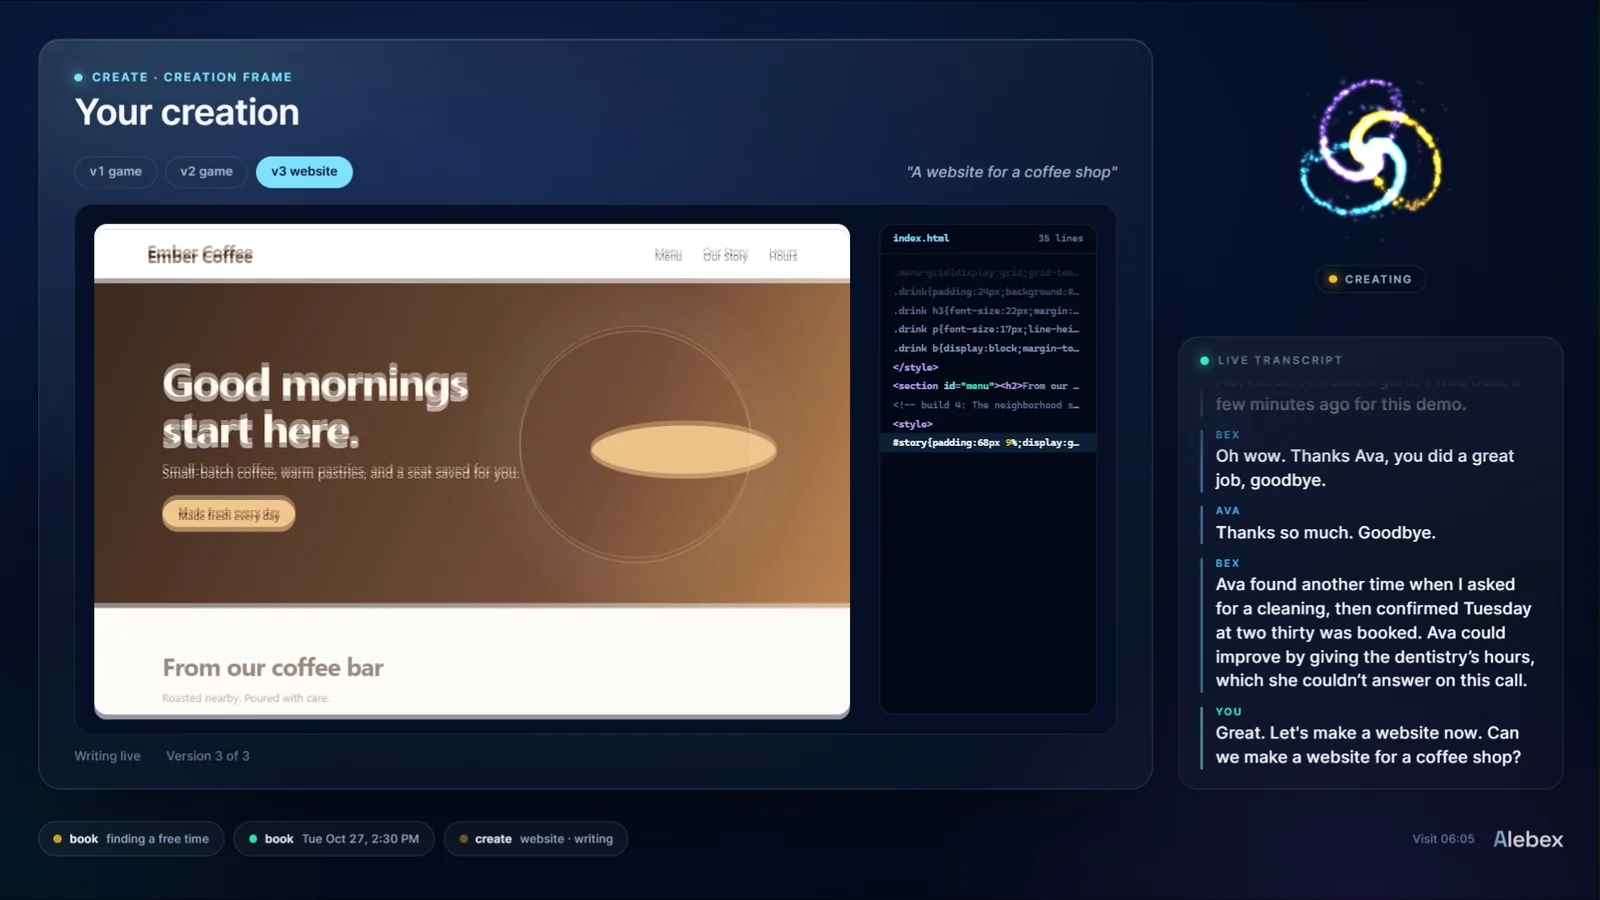 CREATE · CREATION FRAME
Your creation
v1 game
v2 game
v3 website
"A website for a coffee shop"
Ember Coffee
Menu
Our Story
Hours
Good mornings
start here.
Small-batch coffee, warm pastries, and a seat saved for you.
Made fresh every day
From our coffee bar
Roasted nearby. Poured with care.
index.html
35 lines
.menu-grid{display:grid;grid-tem…
.drink{padding:24px;background:#…
.drink h3{font-size:22px;margin:…
.drink p{font-size:17px;line-hei…
.drink b{display:block;margin-to…
</style>
<section id="menu"><h2>From our …
<!-- build 4: The neighborhood s…
<style>
#story{padding:68px 9%;display:g…
Writing live
Version 3 of 3
CREATING
LIVE TRANSCRIPT
few minutes ago for this demo.
BEX
Oh wow. Thanks Ava, you did a great
job, goodbye.
AVA
Thanks so much. Goodbye.
BEX
Ava found another time when I asked
for a cleaning, then confirmed Tuesday
at two thirty was booked. Ava could
improve by giving the dentistry's hours,
which she couldn't answer on this call.
YOU
Great. Let's make a website now. Can
we make a website for a coffee shop?
book finding a free time
book Tue Oct 27, 2:30 PM
create website · writing
Visit 06:05
Alebex